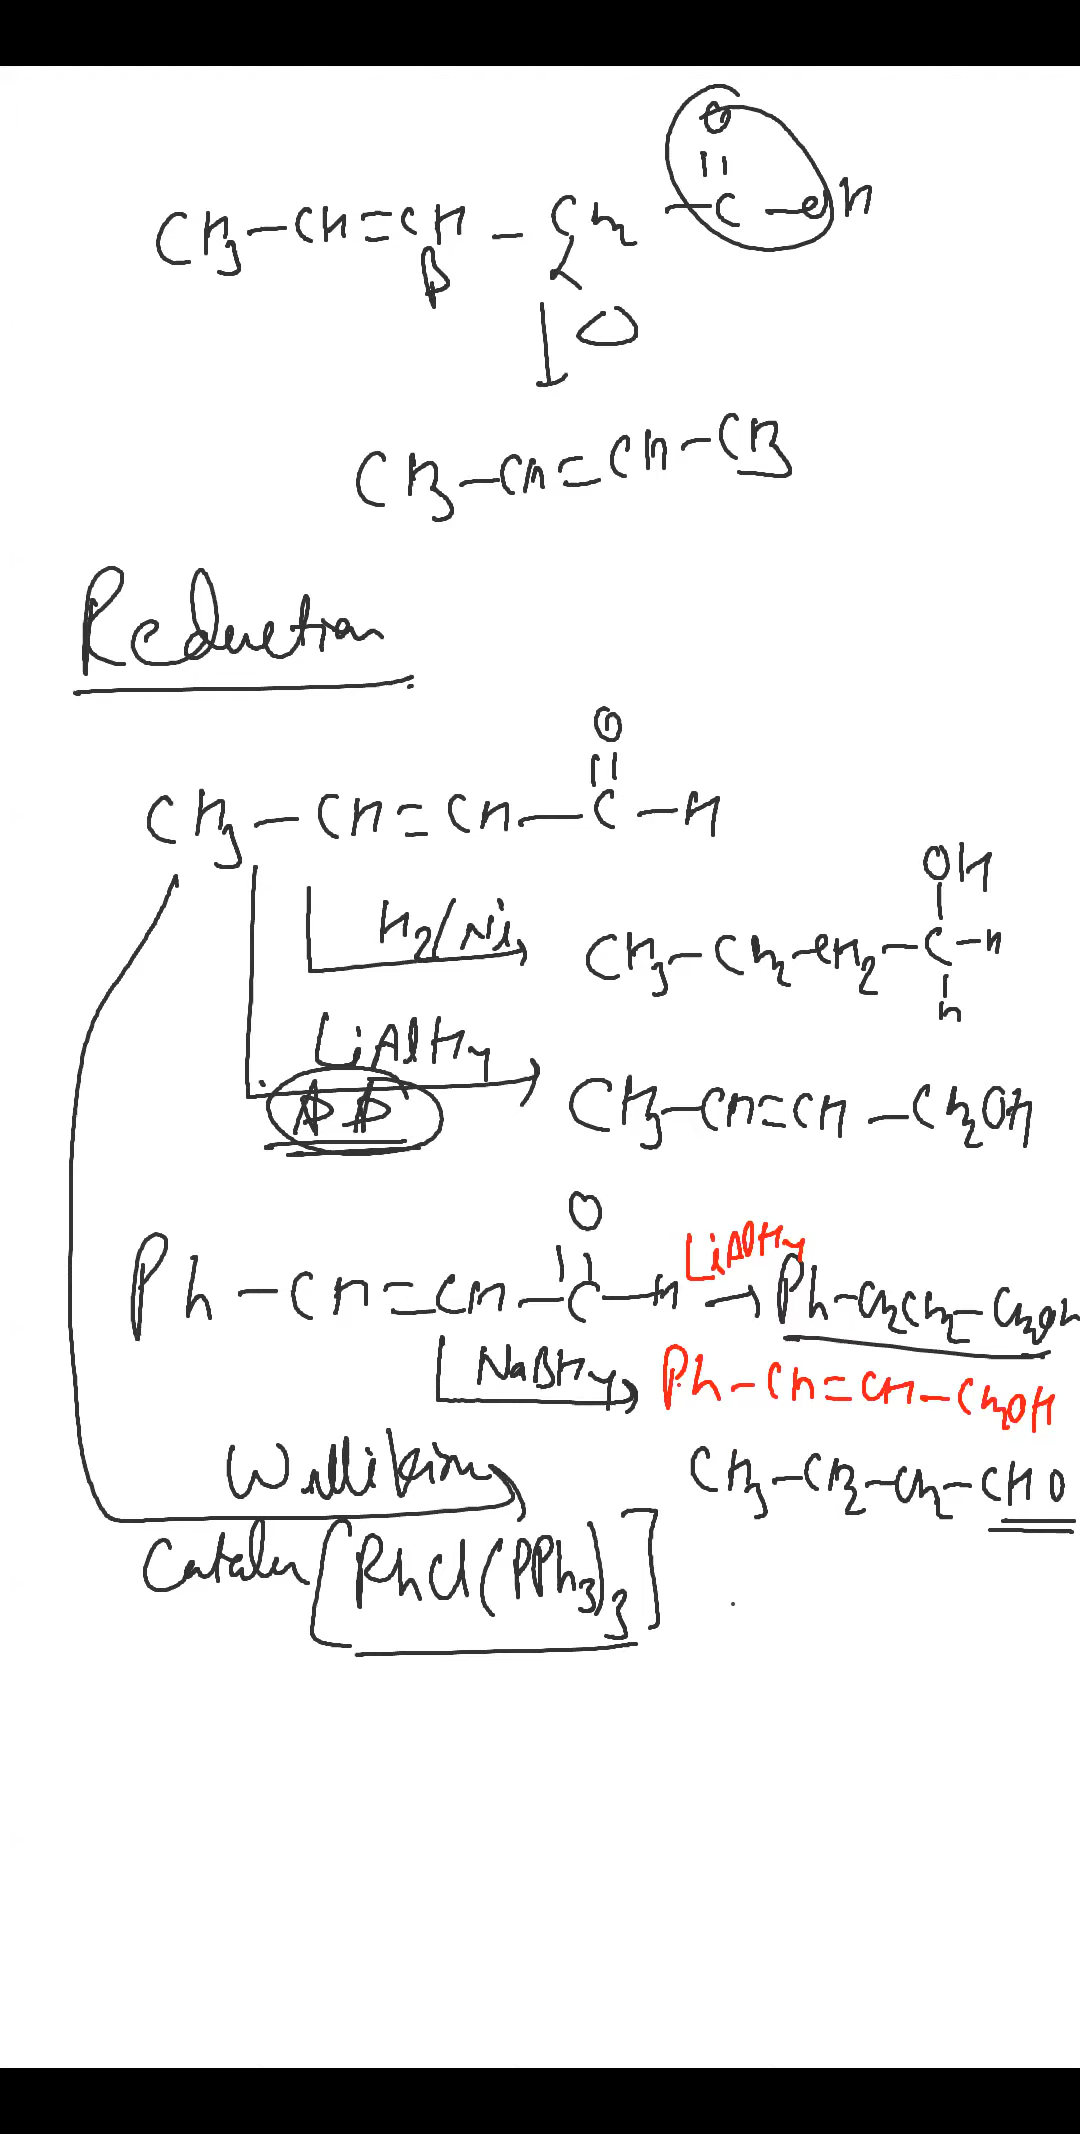 O
||
CH3-CH=CH-CH2-C-OH
β α
Δ
CH3-CH=CH-CH3
Reduction
O
||
CH3-CH=CH-C-H
OH
H2/Ni
CH3-CH2-CH2-C-H
H
LiAlH4
CH3-CH=CH-CH2OH
O
||
Ph-CH=CH-C-H LiAlH4 → Ph-CH2CH2-CH2OH
NaBH4 Ph-CH=CH-CH2OH
CH3-CH2-CH2-CHO
[RhCl(PPh3)3]